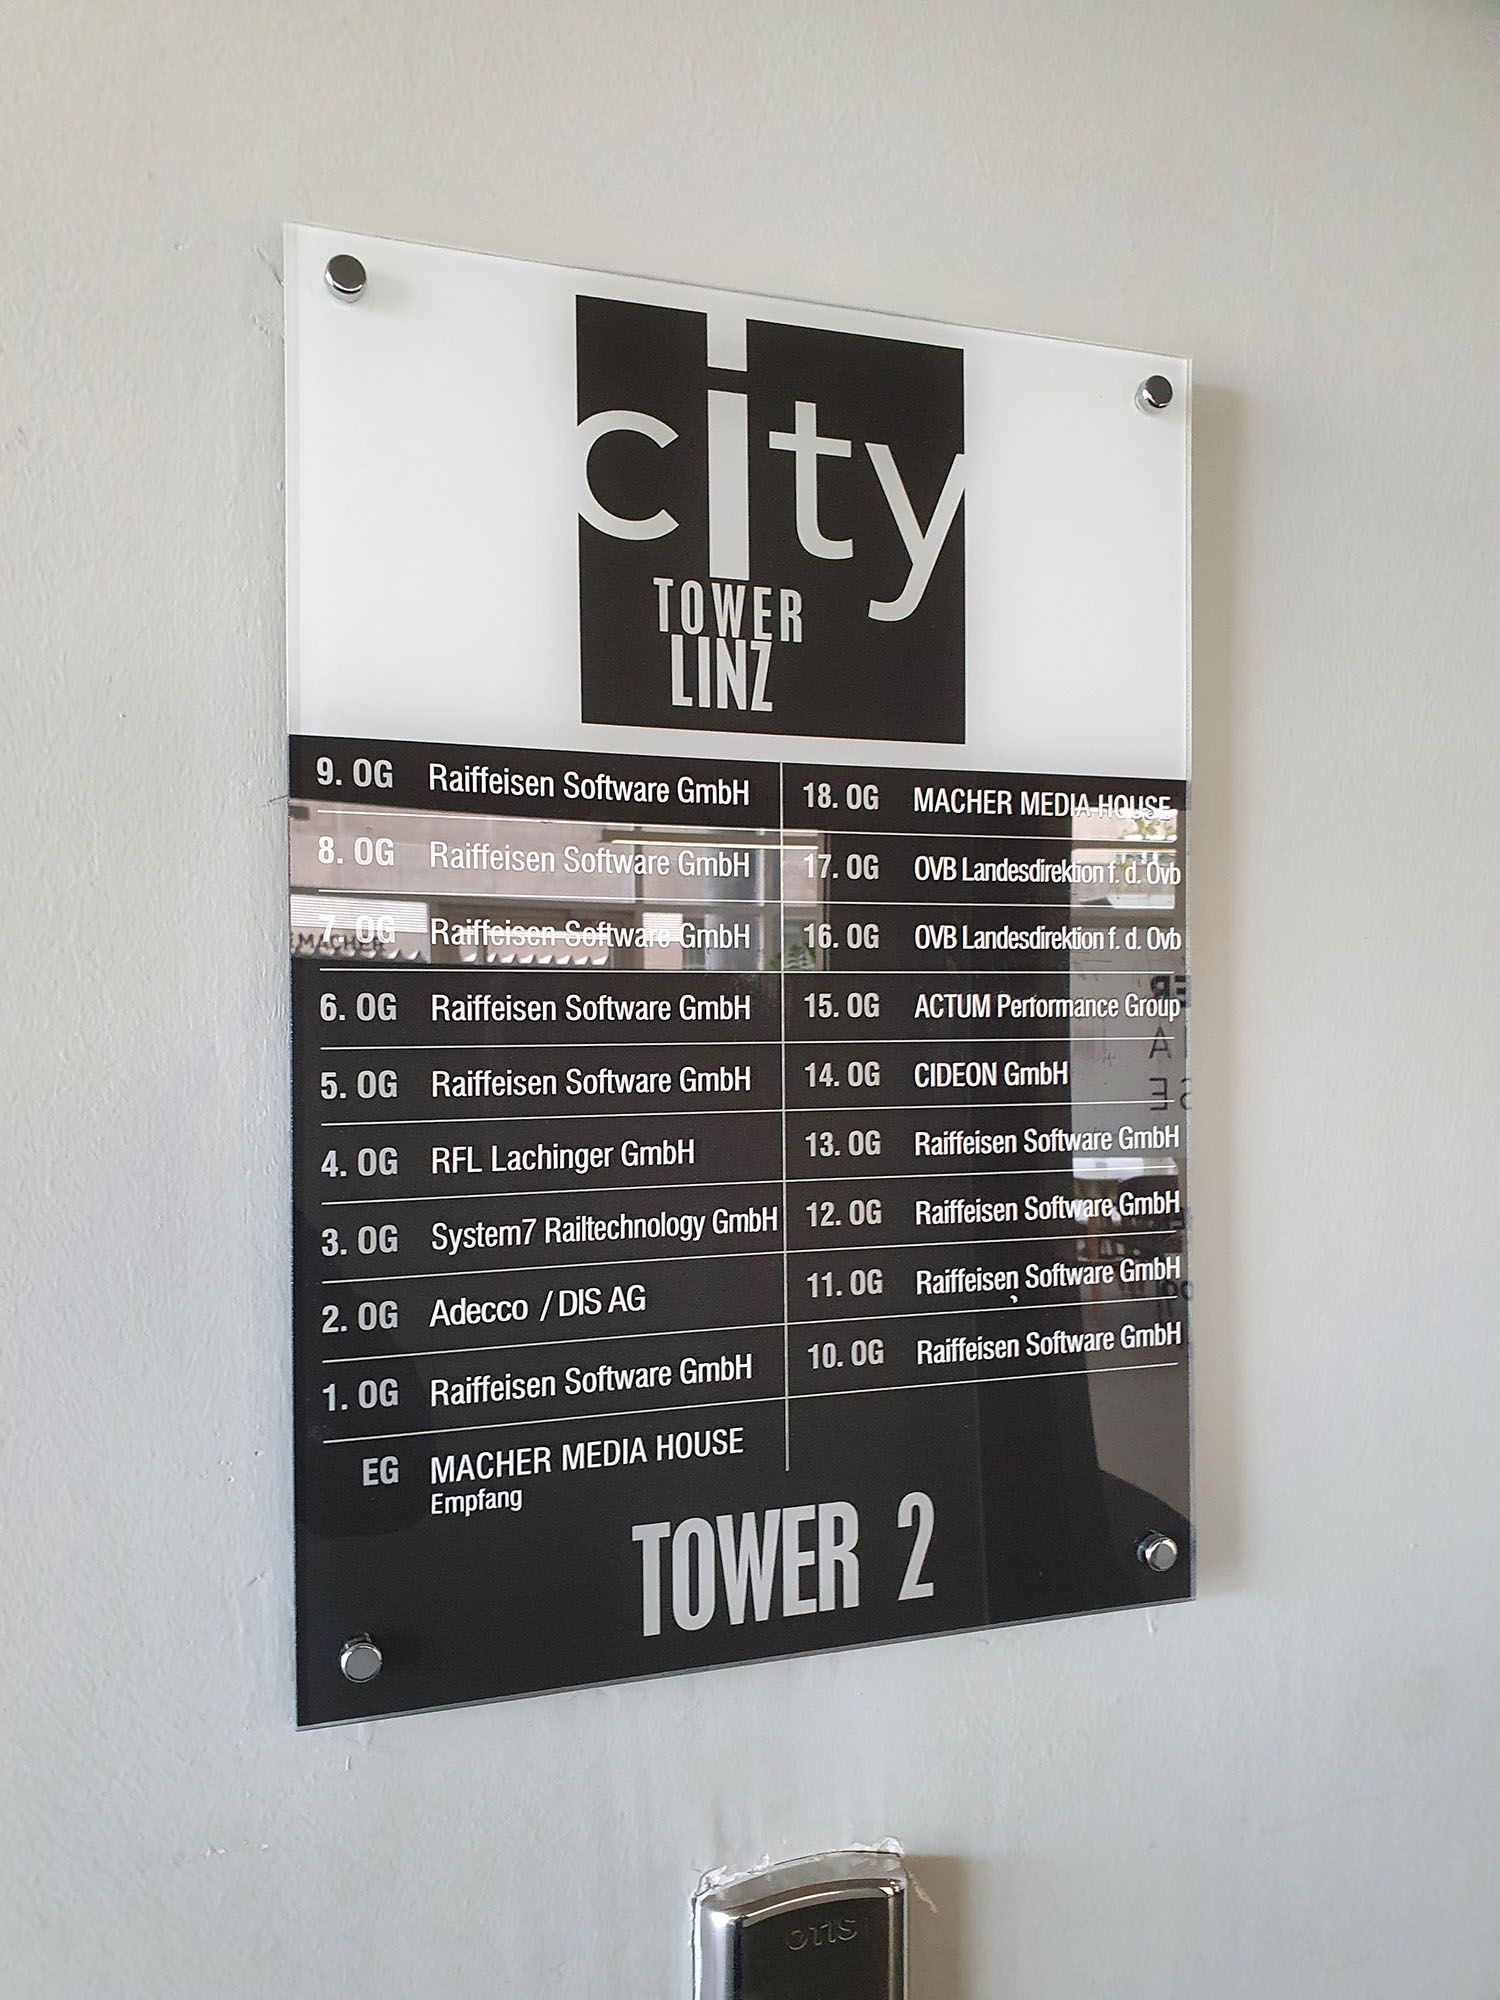 city
TOWER
LINZ
9. OG Raiffeisen Software GmbH
8. OG Raiffeisen Software GmbH
7. OG Raiffeisen Software GmbH
6. OG Raiffeisen Software GmbH
5. OG Raiffeisen Software GmbH
4. OG RFL Lachinger GmbH
3. OG System7 Railtechnology GmbH
2. OG Adecco / DIS AG
1. OG Raiffeisen Software GmbH
EG MACHER MEDIA HOUSE
Empfang
18. OG MACHER MEDIA HOUSE
17. OG OVB Landesdirektion f. d. Ovb
16. OG OVB Landesdirektion f. d. Ovb
15. OG ACTUM Performance Group
14. OG CIDEON GmbH
13. OG Raiffeisen Software GmbH
12. OG Raiffeisen Software GmbH
11. OG Raiffeisen Software GmbH
10. OG Raiffeisen Software GmbH
TOWER 2
OTIS